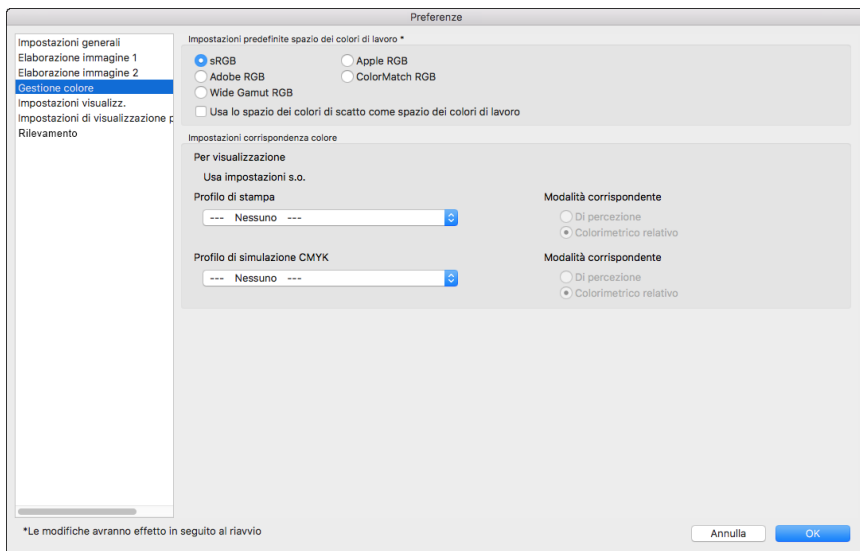 Preferenze
Impostazioni generali
Elaborazione immagine 1
Elaborazione immagine 2
Gestione colore
Impostazioni visualizz.
Impostazioni di visualizzazione p
Rilevamento
Impostazioni predefinite spazio dei colori di lavoro *
sRGB
Apple RGB
Adobe RGB
ColorMatch RGB
Wide Gamut RGB
Usa lo spazio dei colori di scatto come spazio dei colori di lavoro
Impostazioni corrispondenza colore
Per visualizzazione
Usa impostazioni s.o.
Profilo di stampa
Modalità corrispondente
--- Nessuno ---
Di percezione
Colorimetrico relativo
Profilo di simulazione CMYK
Modalità corrispondente
--- Nessuno ---
Di percezione
Colorimetrico relativo
*Le modifiche avranno effetto in seguito al riavvio
Annulla
OK